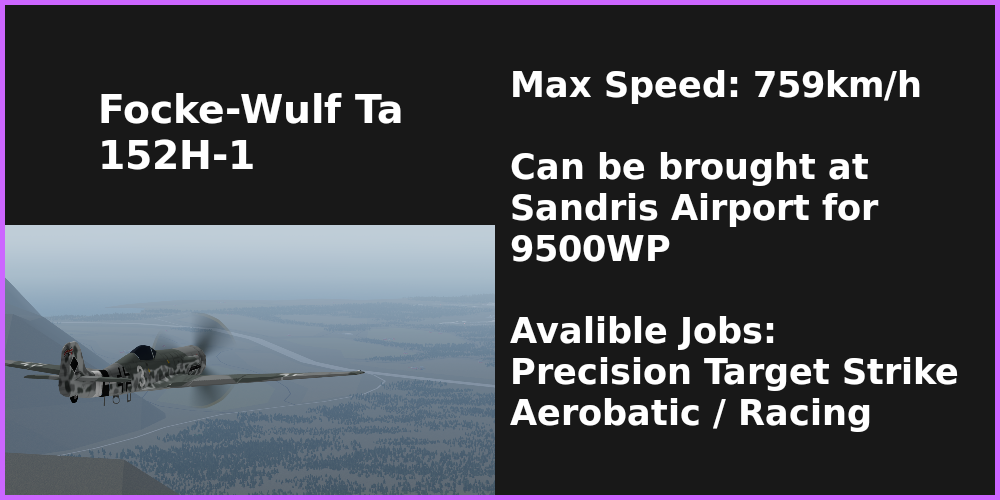 Focke-Wulf Ta
152H-1
Max Speed: 759km/h
Can be brought at
Sandris Airport for
9500WP
Avalible Jobs:
Precision Target Strike
Aerobatic / Racing